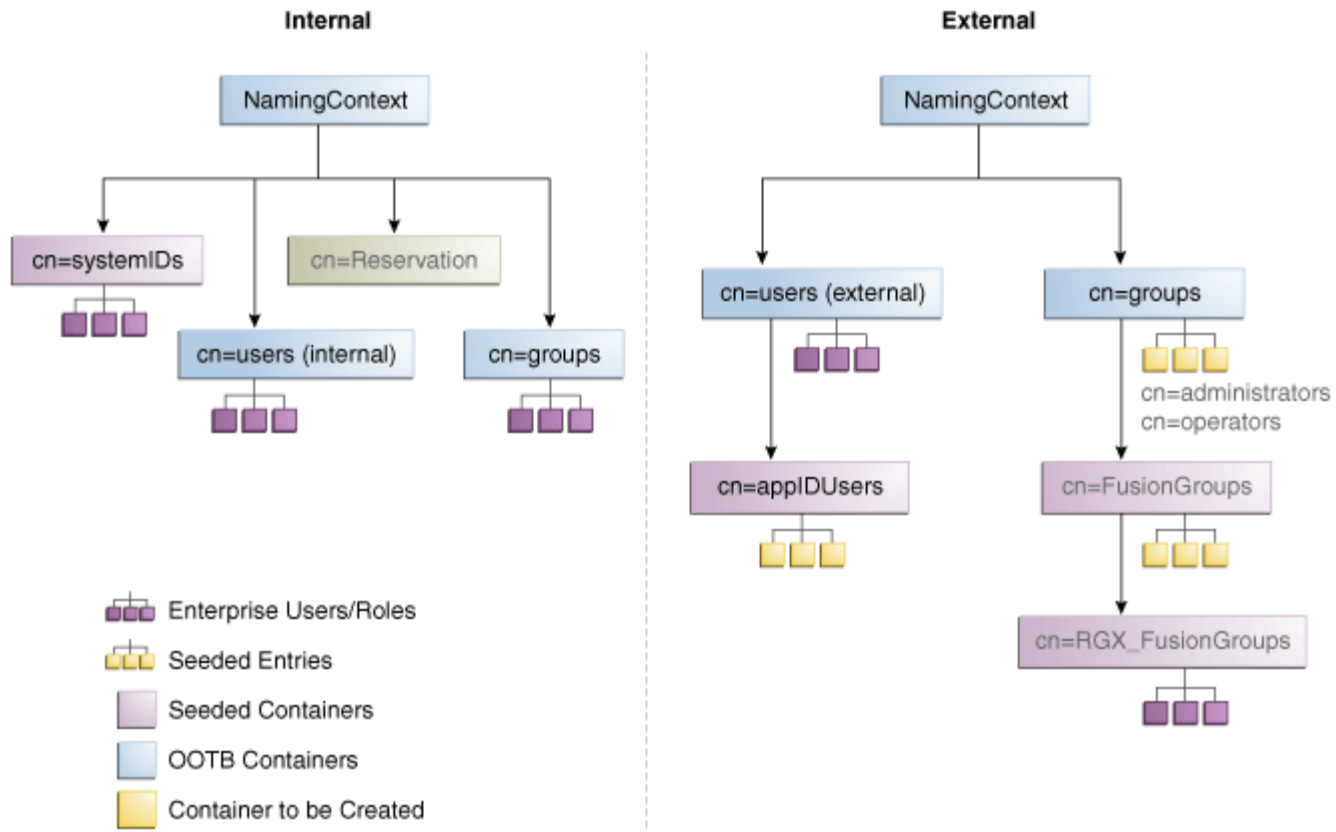 Internal
NamingContext
cn=systemIDs
cn=Reservation
cn=users (internal)
cn=groups
External
NamingContext
cn=users (external)
cn=groups
cn=administrators
cn=operators
cn=appIDUsers
cn=FusionGroups
cn=RGX_FusionGroups
Enterprise Users/Roles
Seeded Entries
Seeded Containers
OOTB Containers
Container to be Created